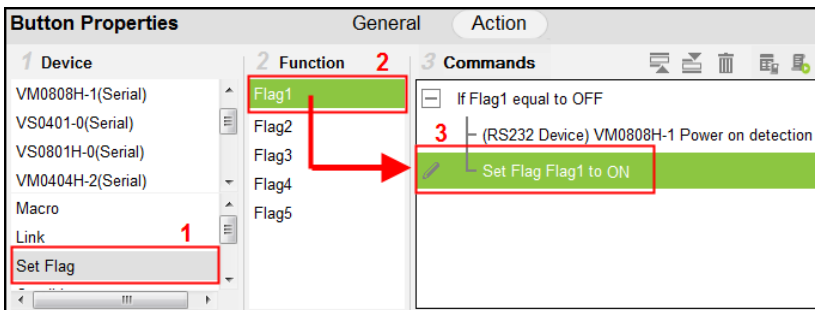 Button Properties General Action
1 Device 2 Function 2 3 Commands
VM0808H-1(Serial)
VS0401-0(Serial)
VS0801H-0(Serial)
VM0404H-2(Serial)
Macro
Link 1
Set Flag
Flag1
Flag2
Flag3
Flag4
Flag5
If Flag1 equal to OFF
3 (RS232 Device) VM0808H-1 Power on detection
Set Flag Flag1 to ON